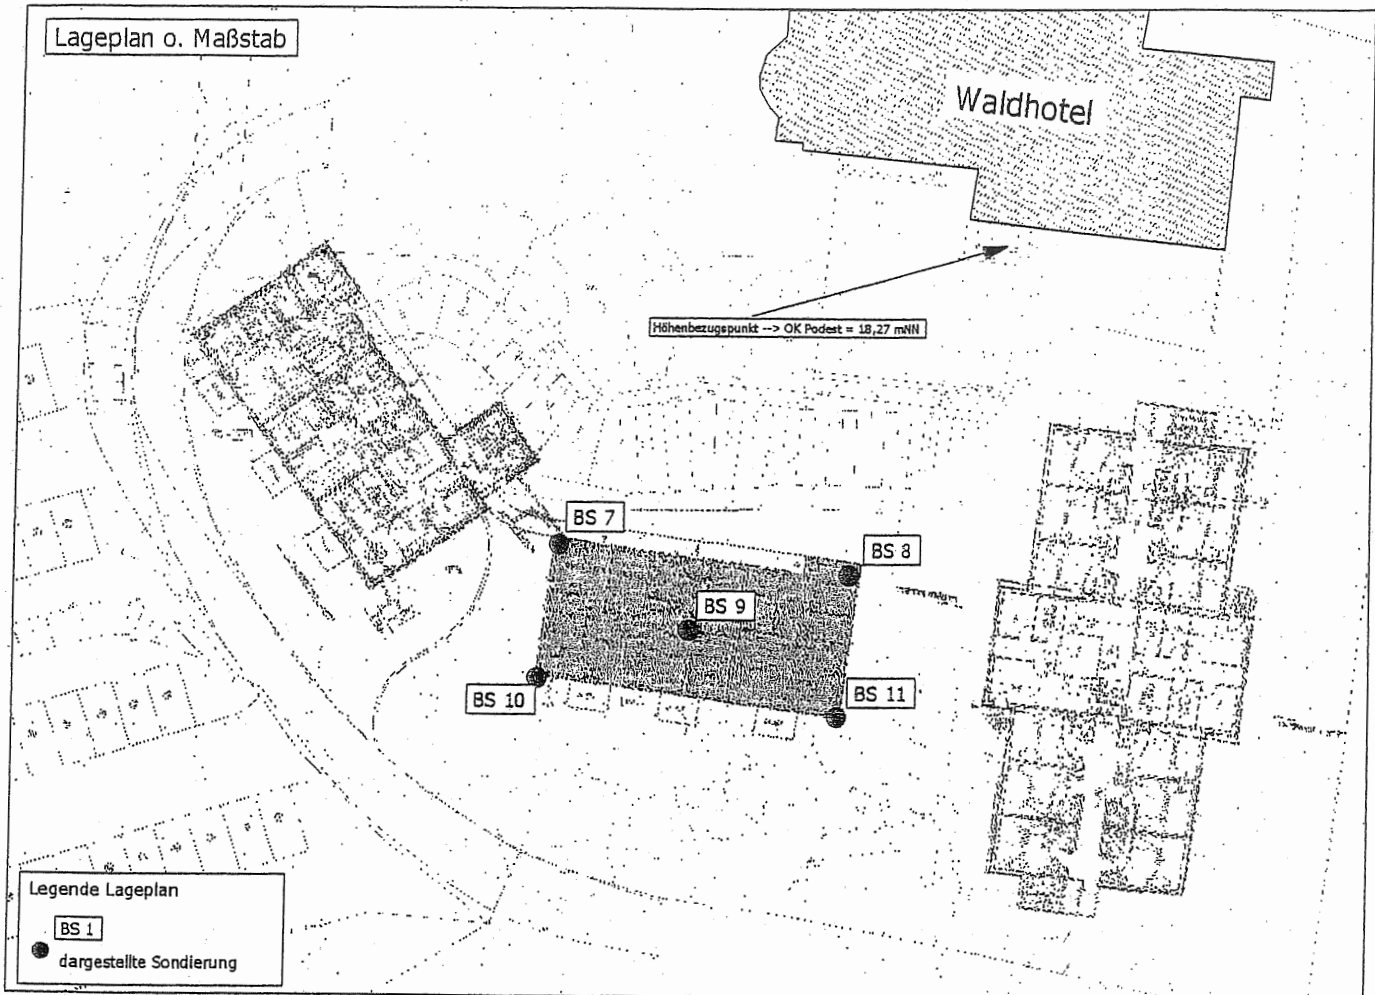 Lageplan o. Maßstab
Waldhotel
Höhenbezugspunkt --> OK Podest = 18,27 mNN
BS 7
BS 8
BS 9
BS 10
BS 11
Legende Lageplan
BS 1
dargestellte Sondierung